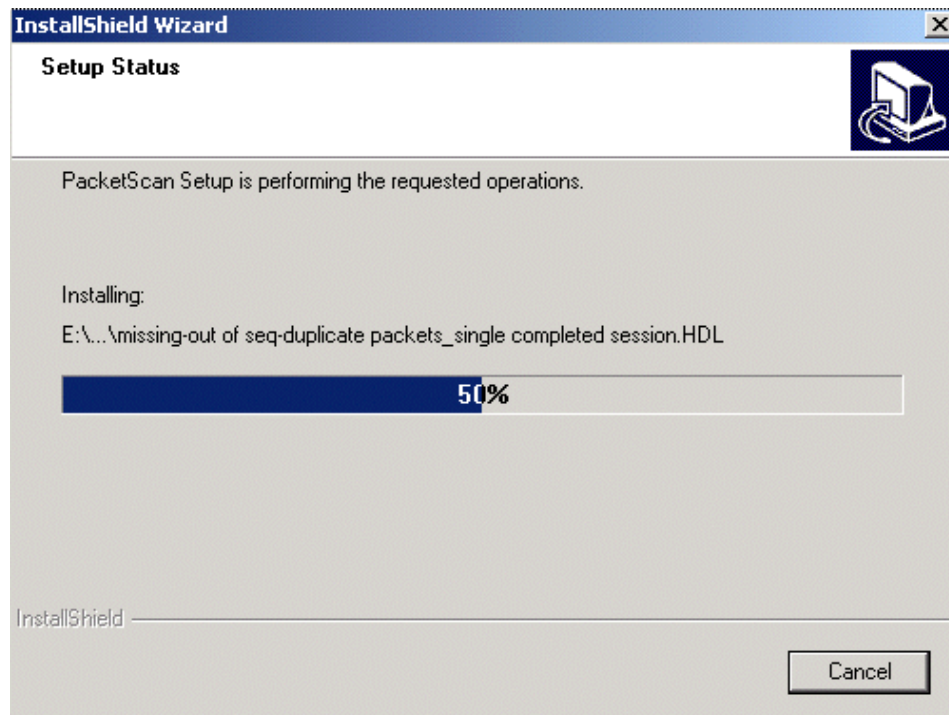 InstallShield Wizard
Setup Status
PacketScan Setup is performing the requested operations.
Installing:
E:\...\missing-out of seq-duplicate packets_single completed session.HDL
50%
InstallShield
Cancel